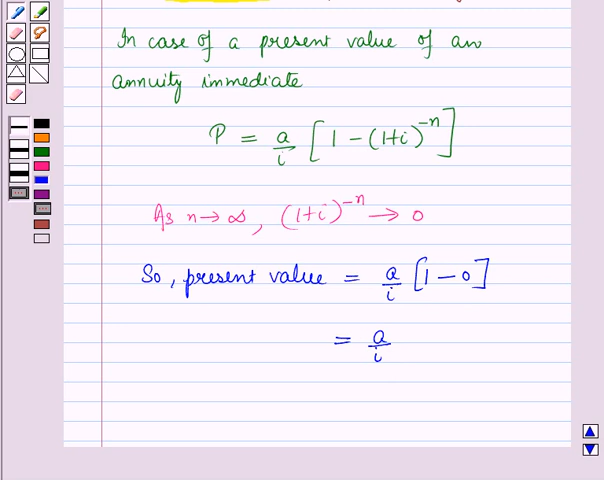 In case of a present value of an
annuity immediate
P = a/i [1 - (1+i)^-n]
As n→∞, (1+i)^-n → 0
So, present value = a/i [1 - 0]
= a/i